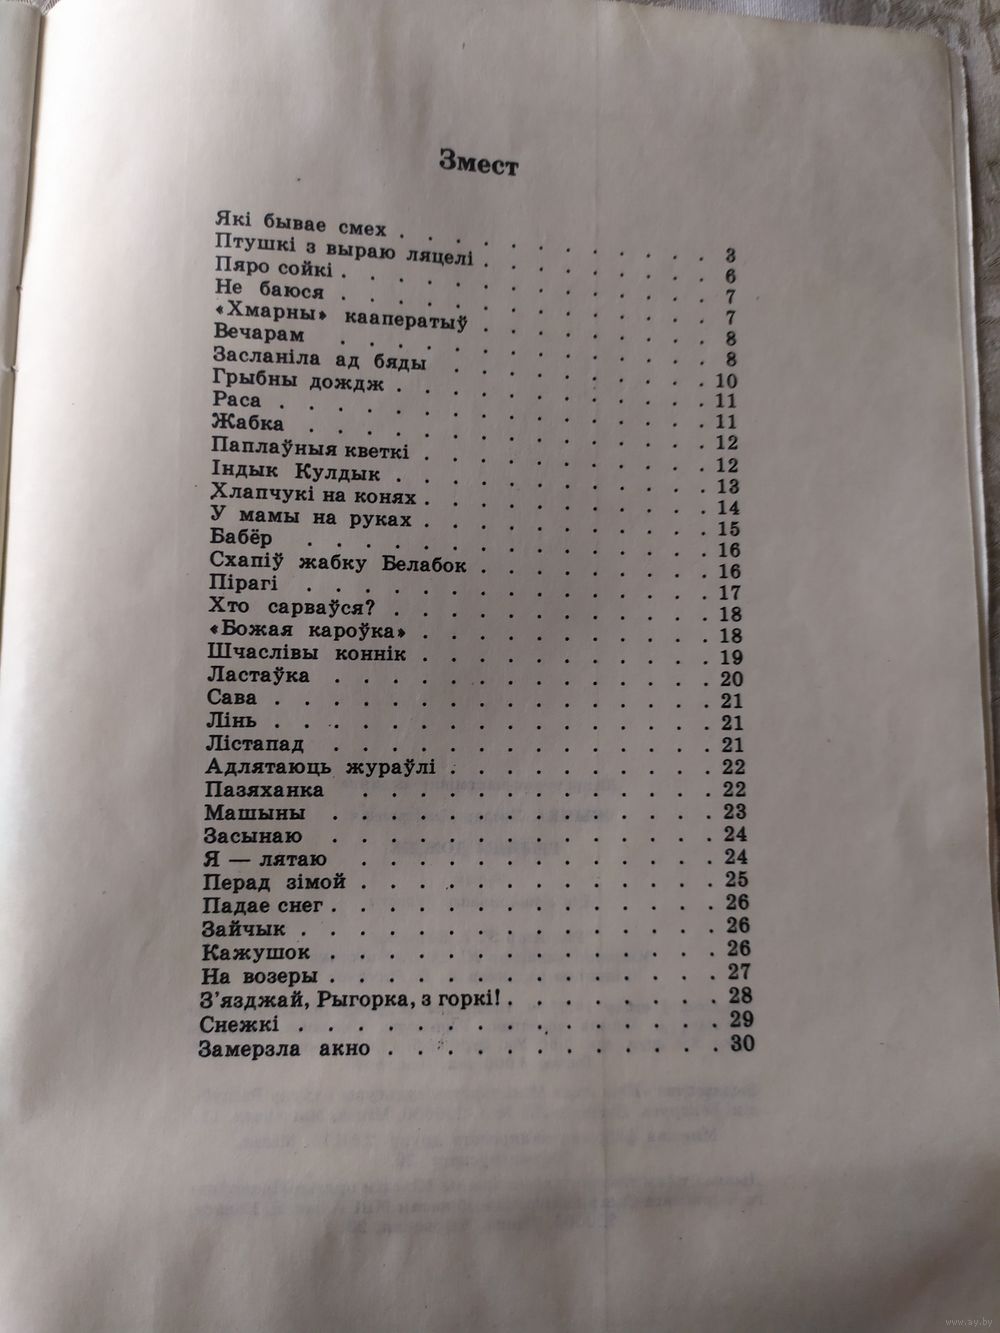 Змест
Які бывае смех . . . . . . . . . . . . 3
Птушкі з выраю ляцелі . . . . . . . . . 6
Пяро сойкі . . . . . . . . . . . . . 7
Не баюся . . . . . . . . . . . . . 7
«Хмарны» кааператыў . . . . . . . . . 8
Вечарам . . . . . . . . . . . . . 8
Засланіла ад бяды . . . . . . . . . . 10
Грыбны дождж . . . . . . . . . . . . 11
Раса . . . . . . . . . . . . . . . 11
Жабка . . . . . . . . . . . . . . 12
Паплаўныя кветкі . . . . . . . . . . . 12
Індык Кулдык . . . . . . . . . . . . 13
Хлапчукі на конях . . . . . . . . . . . 14
У мамы на руках . . . . . . . . . . . 15
Бабёр . . . . . . . . . . . . . . 16
Схапіў жабку Белабок . . . . . . . . . 16
Пірагі . . . . . . . . . . . . . . 17
Хто сарваўся? . . . . . . . . . . . . 18
«Божая кароўка» . . . . . . . . . . . 18
Шчаслівы коннік . . . . . . . . . . . 19
Ластаўка . . . . . . . . . . . . . 20
Сава . . . . . . . . . . . . . . . 21
Лінь . . . . . . . . . . . . . . . 21
Лістапад . . . . . . . . . . . . . 21
Адлятаюць жураўлі . . . . . . . . . . 22
Пазяханка . . . . . . . . . . . . 22
Машыны . . . . . . . . . . . . . 23
Засынаю . . . . . . . . . . . . . 24
Я — лятаю . . . . . . . . . . . . 24
Перад зімой . . . . . . . . . . . . 25
Падае снег . . . . . . . . . . . . . 26
Зайчык . . . . . . . . . . . . . . 26
Кажушок . . . . . . . . . . . . . 26
На возеры . . . . . . . . . . . . . 27
З'язджай, Рыгорка, з горкі! . . . . . . . . 28
Снежкі . . . . . . . . . . . . . . 29
Замерзла акно . . . . . . . . . . . . 30
www.ay.by